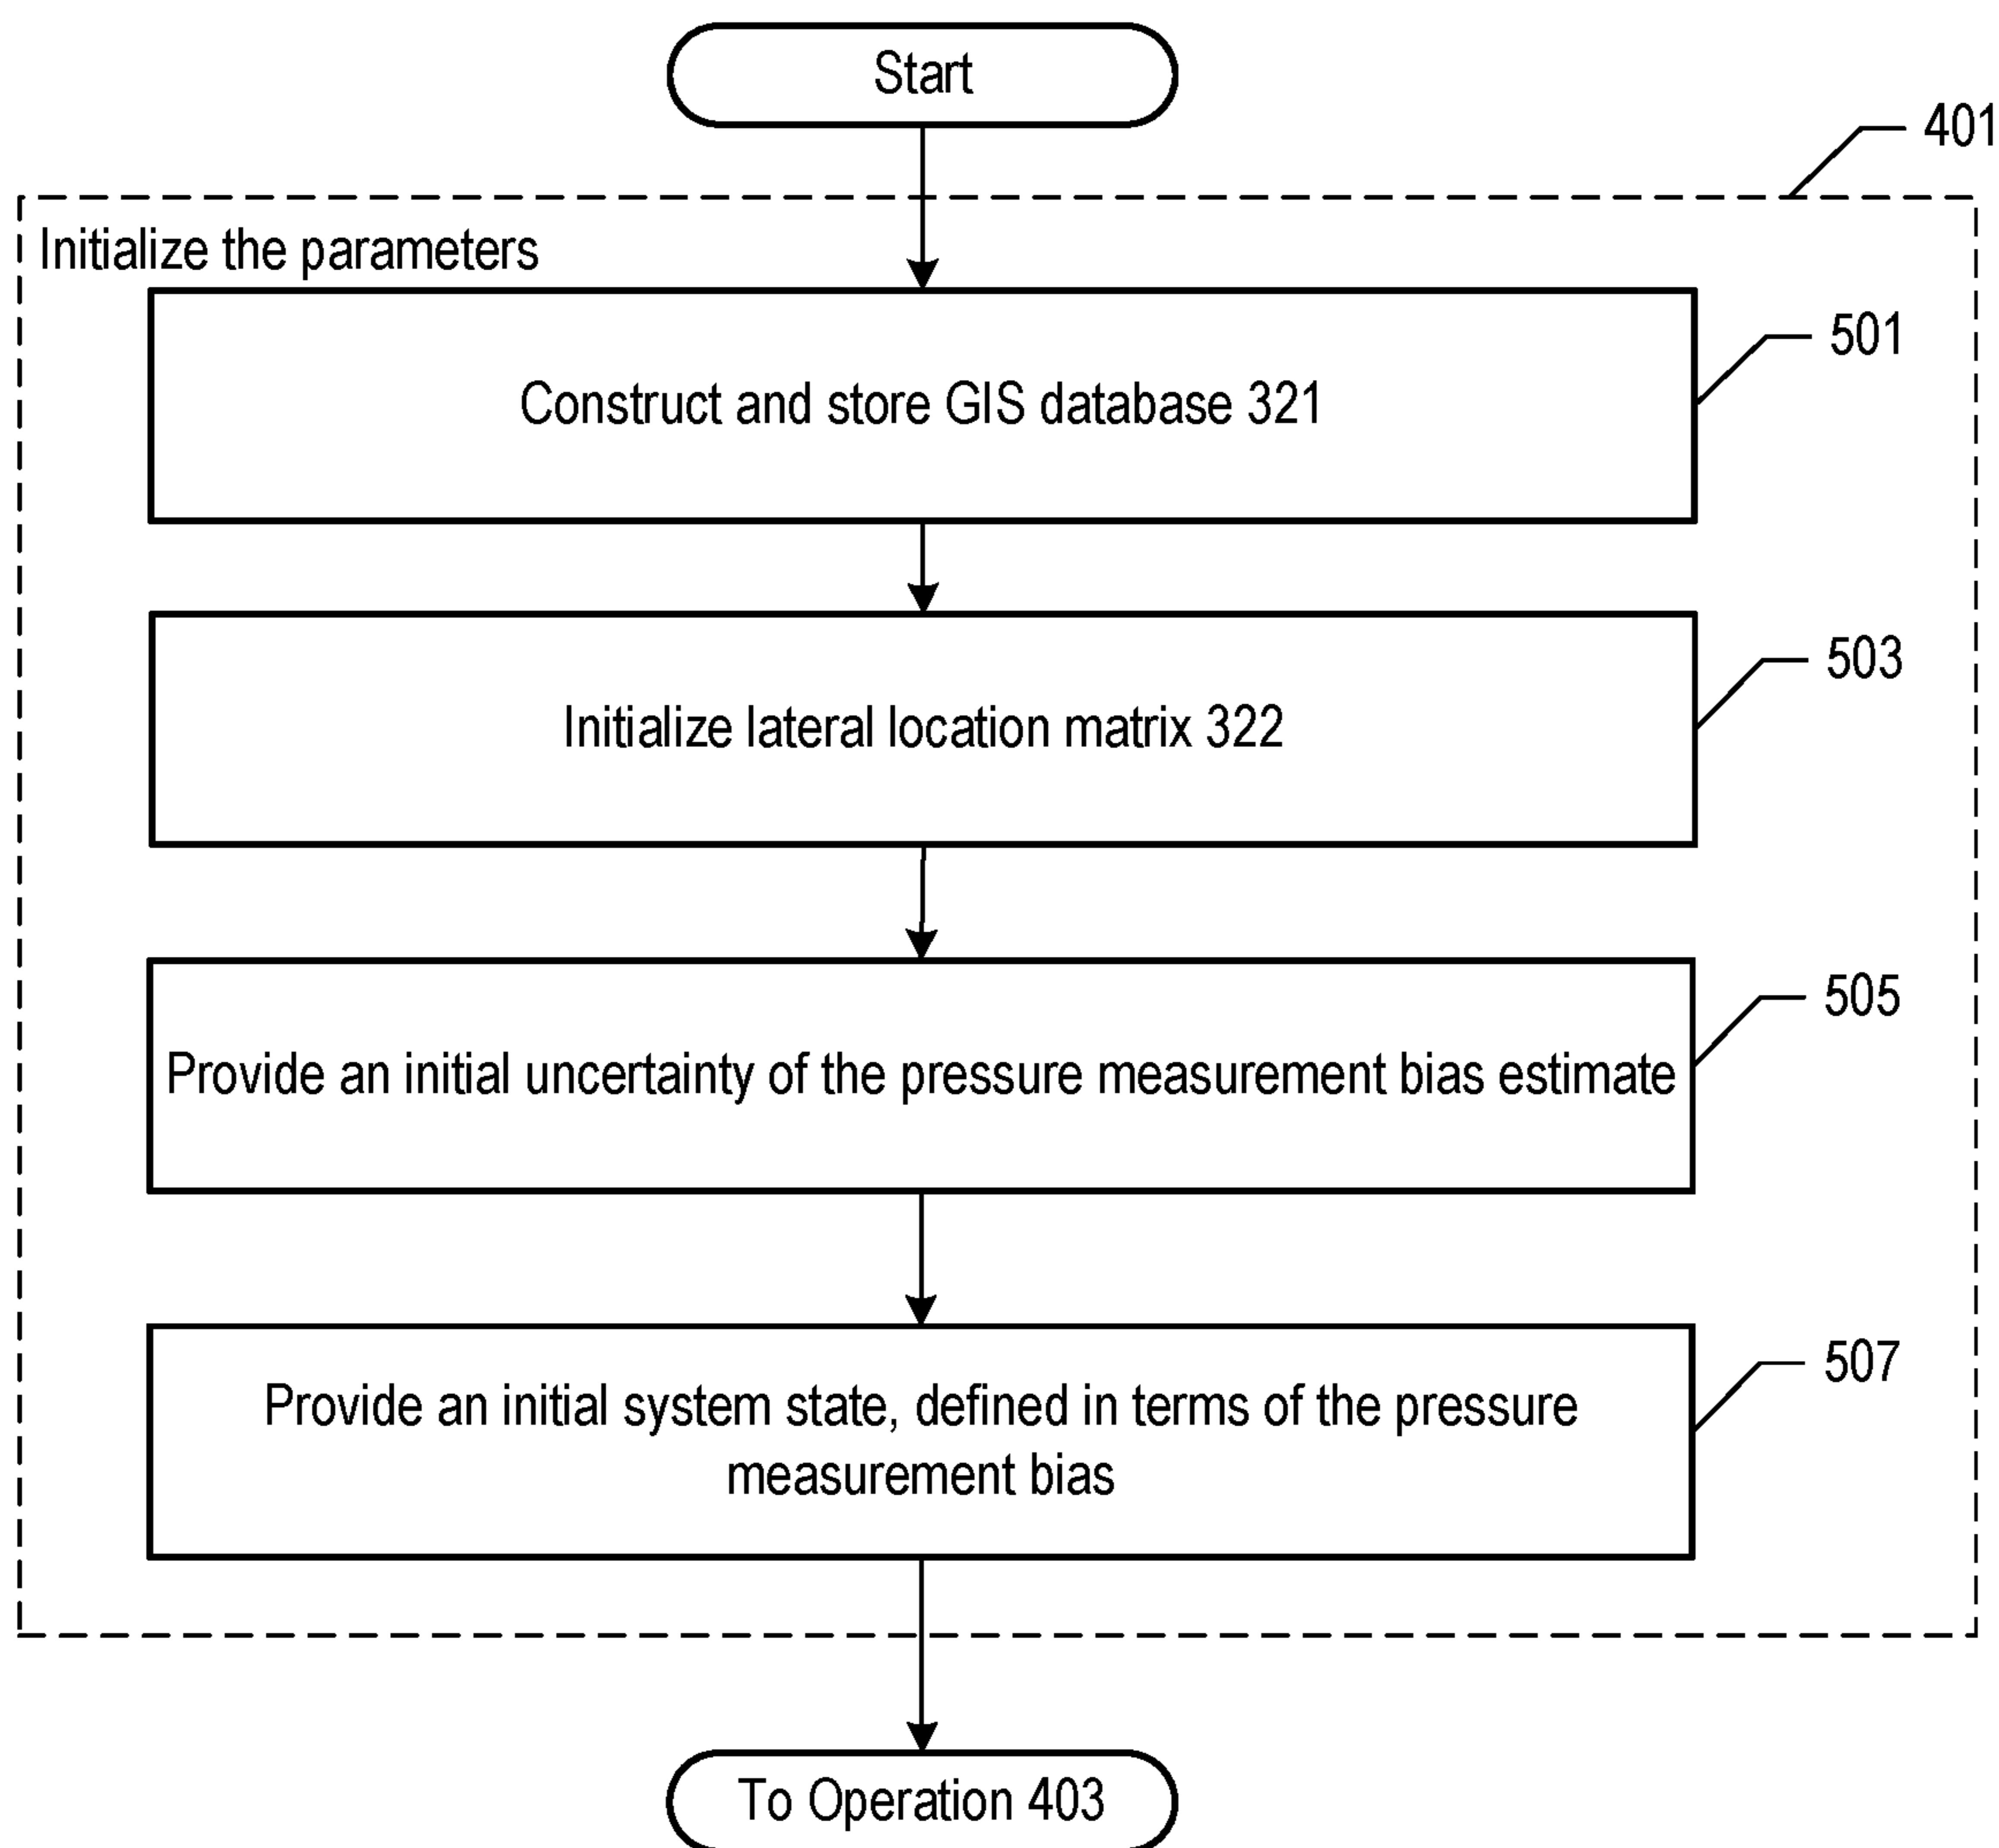 Start
401
Initialize the parameters
501
Construct and store GIS database 321
503
Initialize lateral location matrix 322
505
Provide an initial uncertainty of the pressure measurement bias estimate
507
Provide an initial system state, defined in terms of the pressure
measurement bias
To Operation 403